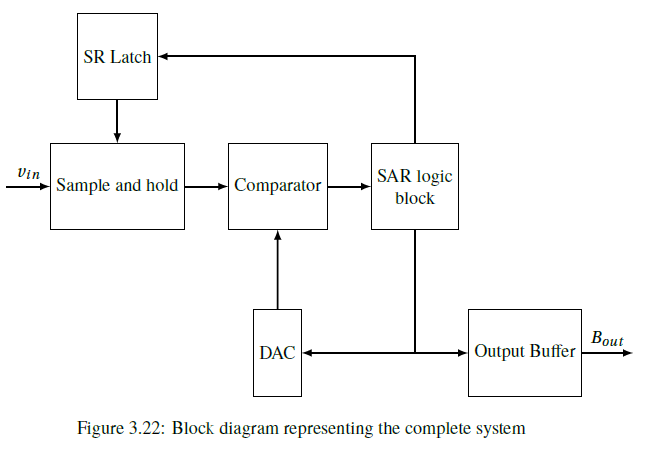 SR Latch
v_in
Sample and hold
Comparator
SAR logic
block
DAC
Output Buffer
B_out
Figure 3.22: Block diagram representing the complete system